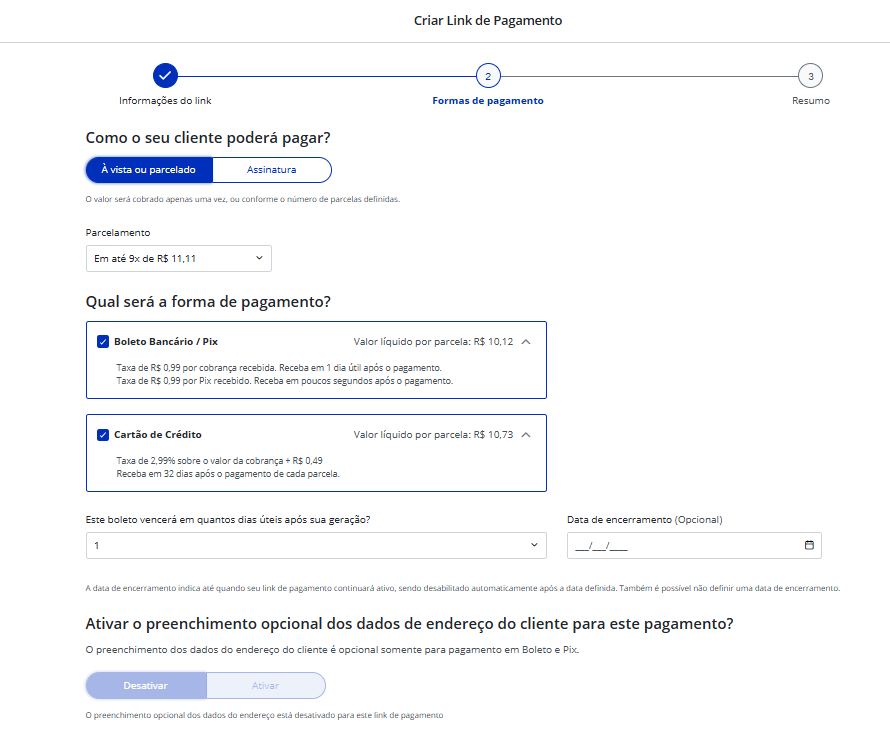 Criar Link de Pagamento
2
3
Informações do link
Formas de pagamento
Resumo
Como o seu cliente poderá pagar?
À vista ou parcelado
Assinatura
O valor será cobrado apenas uma vez, ou conforme o número de parcelas definidas.
Parcelamento
Em até 9x de R$ 11,11
Qual será a forma de pagamento?
Boleto Bancário / Pix
Valor líquido por parcela: R$ 10,12
Taxa de R$ 0,99 por cobrança recebida. Receba em 1 dia útil após o pagamento.
Taxa de R$ 0,99 por Pix recebido. Receba em poucos segundos após o pagamento.
Cartão de Crédito
Valor líquido por parcela: R$ 10,73
Taxa de 2,99% sobre o valor da cobrança + R$ 0,49
Receba em 32 dias após o pagamento de cada parcela.
Este boleto vencerá em quantos dias úteis após sua geração?
Data de encerramento (Opcional)
1
__/__/____
A data de encerramento indica até quando seu link de pagamento continuará ativo, sendo desabilitado automaticamente após a data definida. Também é possível não definir uma data de encerramento.
Ativar o preenchimento opcional dos dados de endereço do cliente para este pagamento?
O preenchimento dos dados do endereço do cliente é opcional somente para pagamento em Boleto e Pix.
Desativar
Ativar
O preenchimento opcional dos dados do endereço está desativado para este link de pagamento